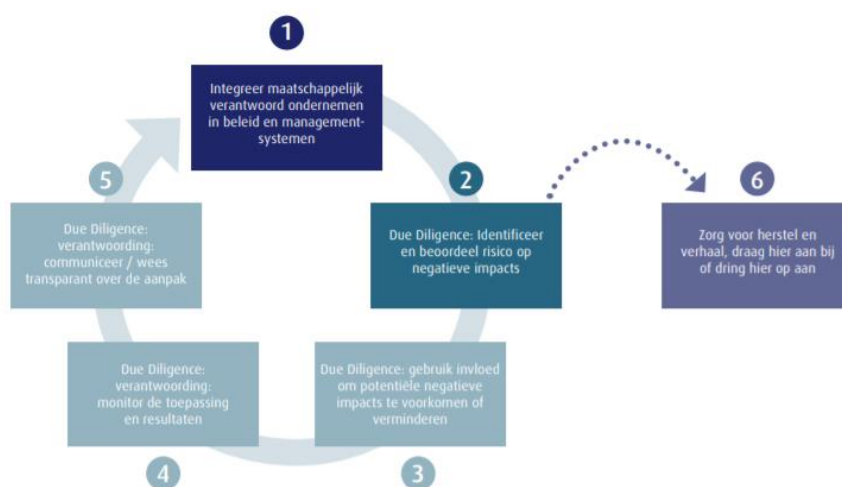 1
Integreer maatschappelijk
verantwoord ondernemen
in beleid en management-
systemen
2
Due Diligence: Identificeer
en beoordeel risico op
negatieve impacts
3
Due Diligence: gebruik invloed
om potentiële negatieve
impacts te voorkomen of
verminderen
4
Due Diligence:
verantwoording:
monitor de toepassing
en resultaten
5
Due Diligence:
verantwoording:
communiceer / wees
transparant over de aanpak
6
Zorg voor herstel en
verhaal, draag hier aan bij
of dring hier op aan